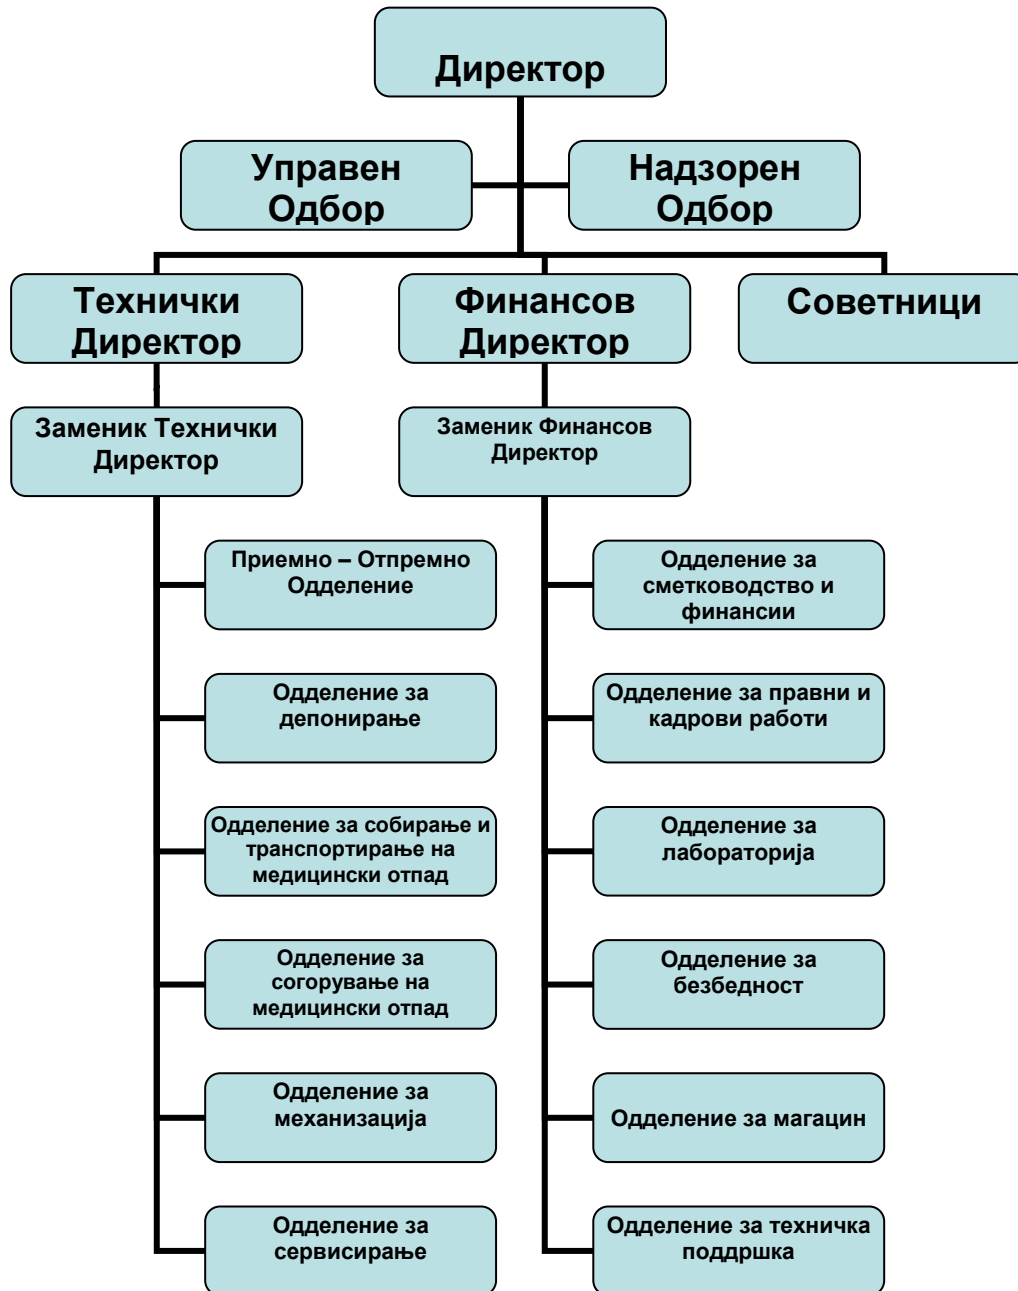 Директор
Управен
Одбор
Надзорен
Одбор
Технички
Директор
Финансов
Директор
Советници
Заменик Технички
Директор
Заменик Финансов
Директор
Приемно – Отпремно
Одделение
Одделение за
сметководство и
финансии
Одделение за
депонирање
Одделение за правни и
кадрови работи
Одделение за собирање и
транспортирање на
медицински отпад
Одделение за
лабораторија
Одделение за
согорување на
медицински отпад
Одделение за
безбедност
Одделение за
механизација
Одделение за магацин
Одделение за
сервисирање
Одделение за техничка
поддршка